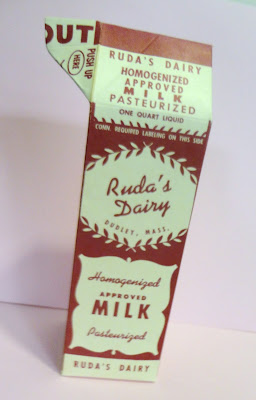 OUT
PUSH UP
HERE
RUDA'S DAIRY
HOMOGENIZED
APPROVED
MILK
PASTEURIZED
ONE QUART LIQUID
CONN. REQUIRED LABELING ON THIS SIDE
Ruda's
Dairy
DUDLEY, MASS.
Homogenized
APPROVED
MILK
Pasteurized
RUDA'S DAIRY